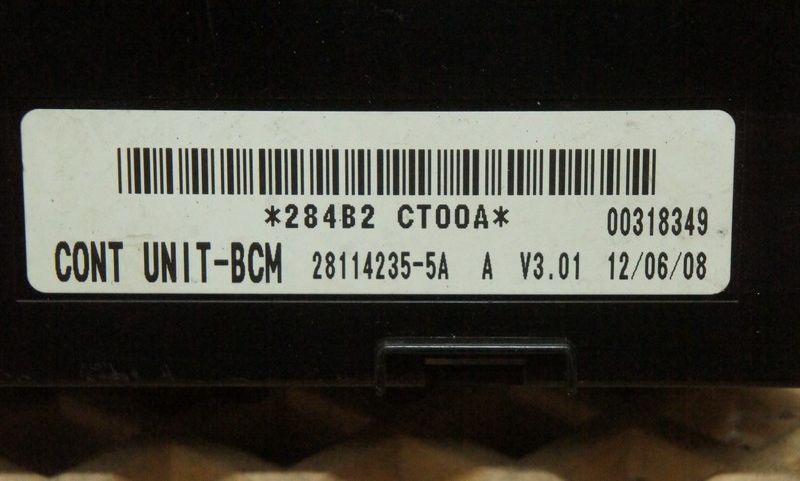 *284B2 CT00A* 00318349
CONT UNIT-BCM 28114235-5A A V3.01 12/06/08